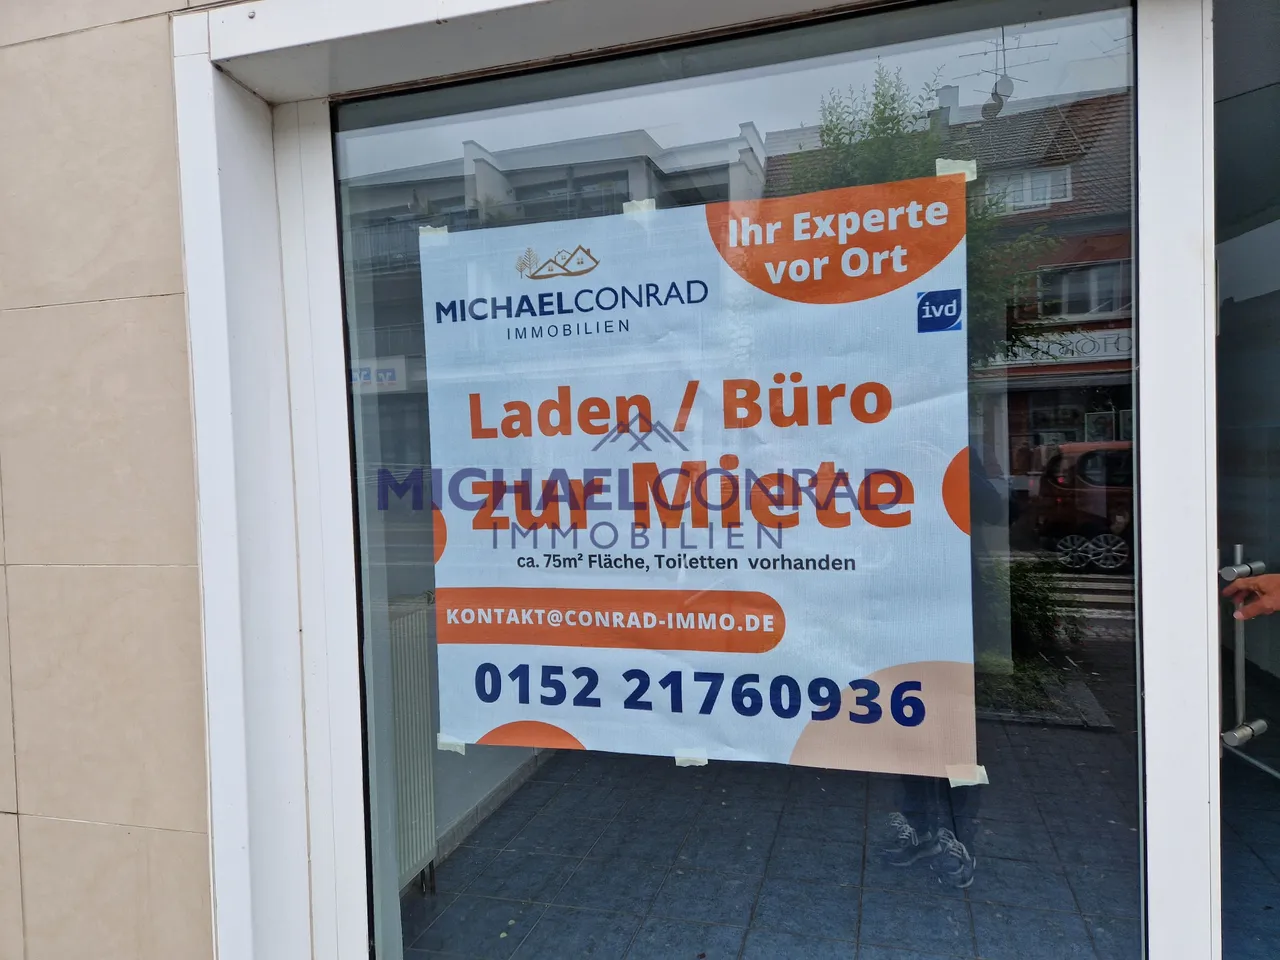 Ihr Experte
vor Ort
MICHAELCONRAD
IMMOBILIEN
ivd
Laden / Büro
zur Miete
MICHAELCONRAD
IMMOBILIEN
ca. 75m² Fläche, Toiletten vorhanden
KONTAKT@CONRAD-IMMO.DE
0152 21760936